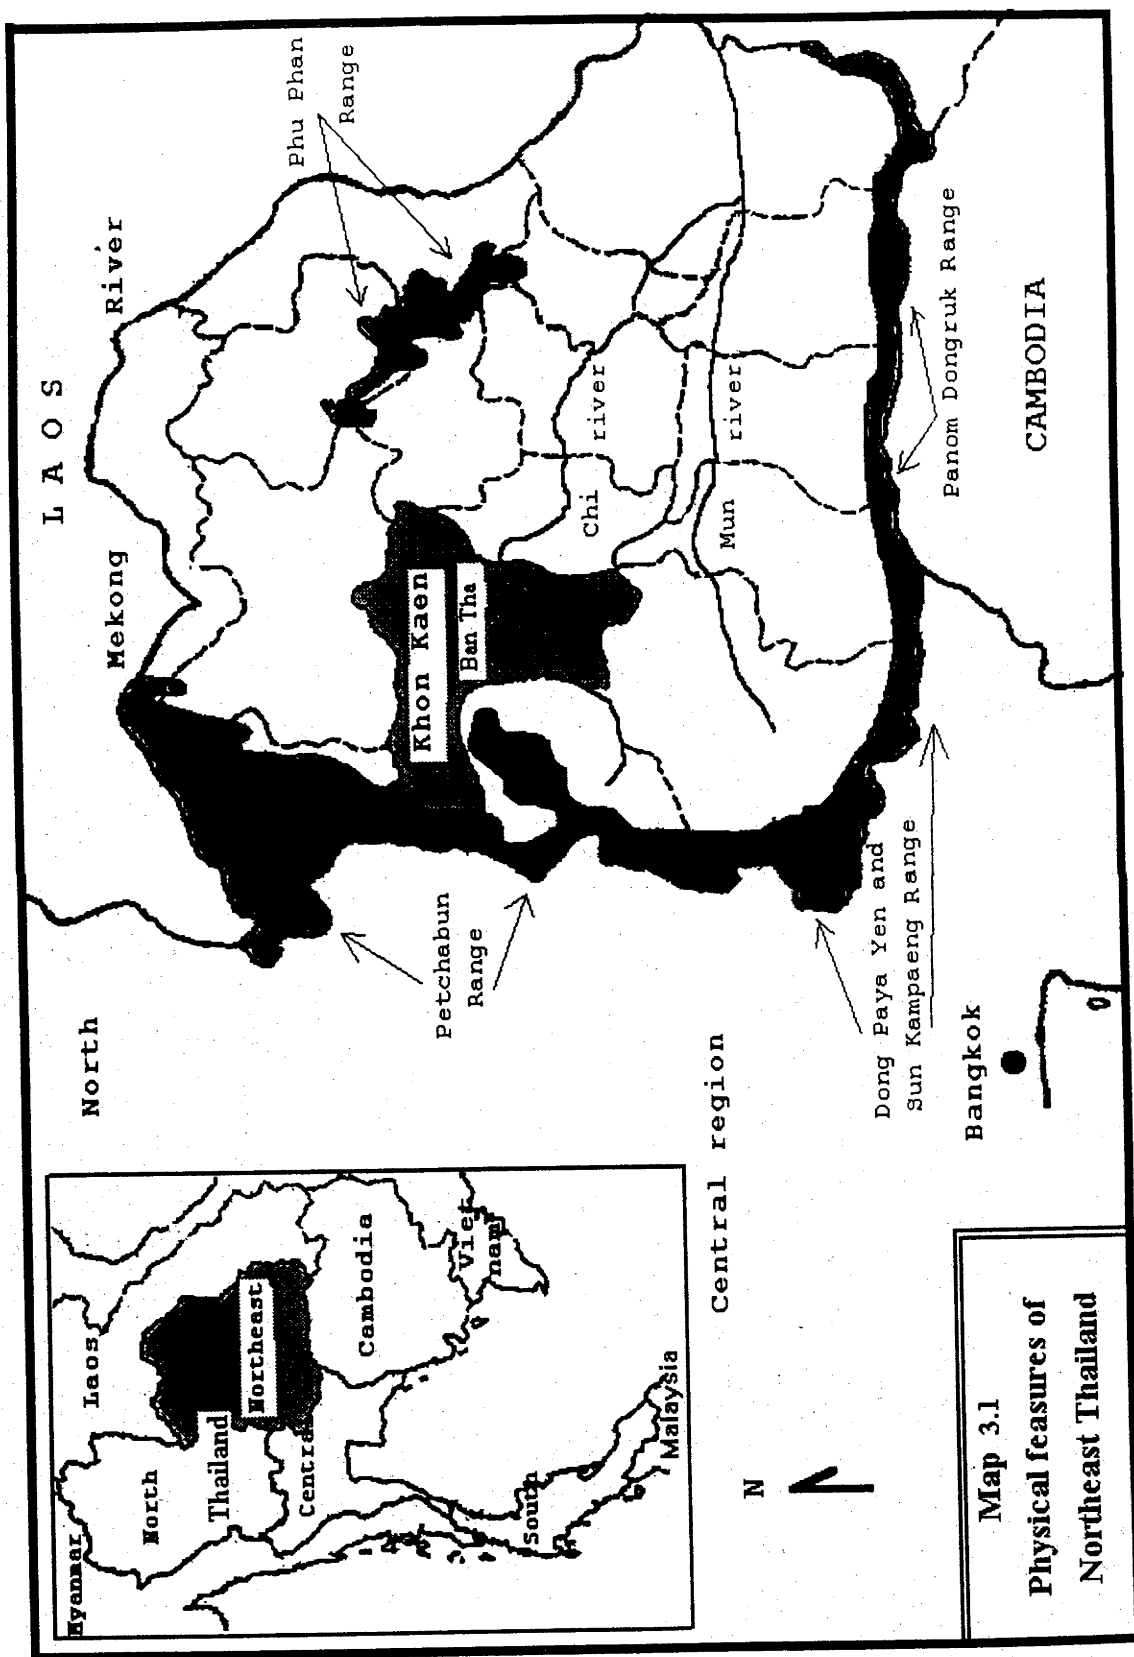 Myanmar
Laos
North
Thailand
Northeast
Central
Cambodia
Viet
nam
South
Malaysia
N
Map 3.1
Physical feasures of
Northeast Thailand
North
LAOS
Mekong River
Phu Phan
Range
Khon Kaen
Ban Tha
Chi river
Mun river
Petchabun
Range
Central region
Dong Paya Yen and
Sun Kampaeng Range
Panom Dongruk Range
Bangkok
CAMBODIA